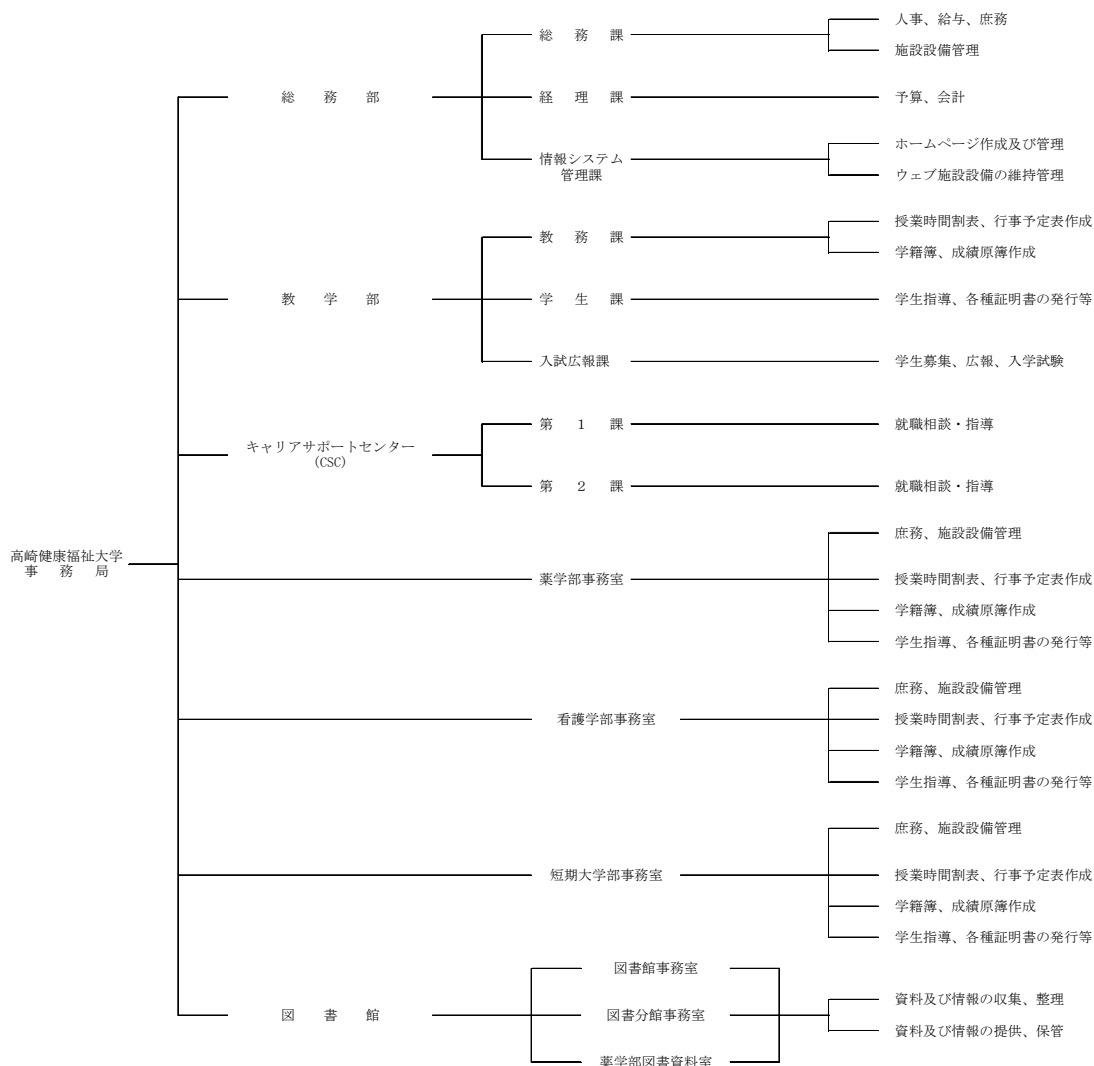 人事、給与、庶務
総　務　課
施設設備管理
総　務　部
経　理　課
予算、会計
ホームページ作成及び管理
情報システム
管理課
ウェブ施設設備の維持管理
授業時間割表、行事予定表作成
教　務　課
学籍簿、成績原簿作成
教　学　部
学　生　課
学生指導、各種証明書の発行等
入試広報課
学生募集、広報、入学試験
第　１　課
就職相談・指導
キャリアサポートセンター
(CSC)
第　２　課
就職相談・指導
高崎健康福祉大学
事　務　局
庶務、施設設備管理
薬学部事務室
授業時間割表、行事予定表作成
学籍簿、成績原簿作成
学生指導、各種証明書の発行等
庶務、施設設備管理
看護学部事務室
授業時間割表、行事予定表作成
学籍簿、成績原簿作成
学生指導、各種証明書の発行等
庶務、施設設備管理
短期大学部事務室
授業時間割表、行事予定表作成
学籍簿、成績原簿作成
学生指導、各種証明書の発行等
図書館事務室
資料及び情報の収集、整理
図　書　館
図書分館事務室
資料及び情報の提供、保管
薬学部図書資料室